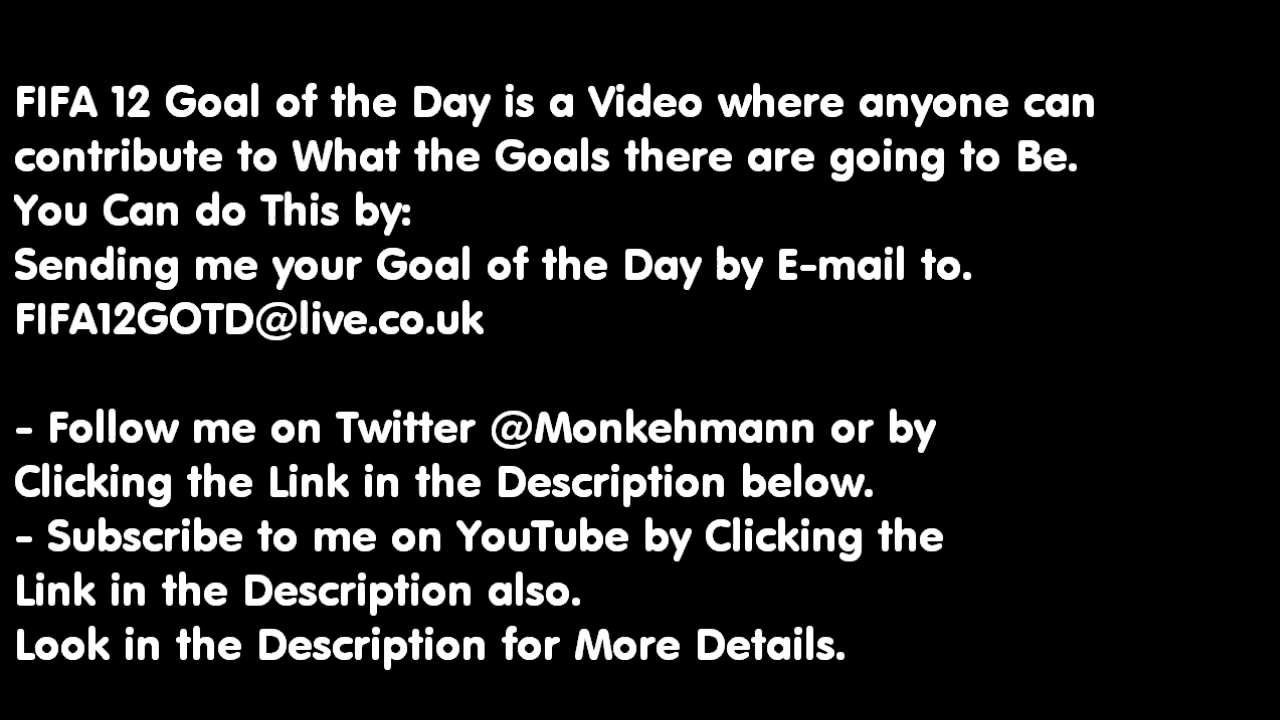 FIFA 12 Goal of the Day is a Video where anyone can
contribute to What the Goals there are going to Be.
You Can do This by:
Sending me your Goal of the Day by E-mail to.
FIFA12GOTD@live.co.uk
- Follow me on Twitter @Monkehmann or by
Clicking the Link in the Description below.
- Subscribe to me on YouTube by Clicking the
Link in the Description also.
Look in the Description for More Details.